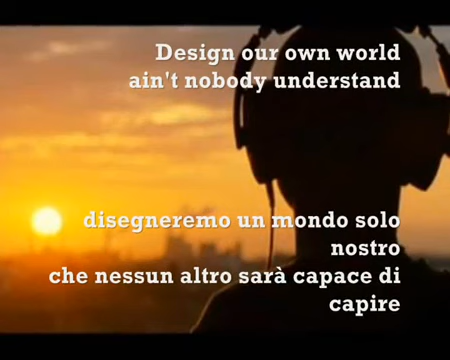 Design our own world
ain't nobody understand
disegneremo un mondo solo
nostro
che nessun altro sarà capace di
capire